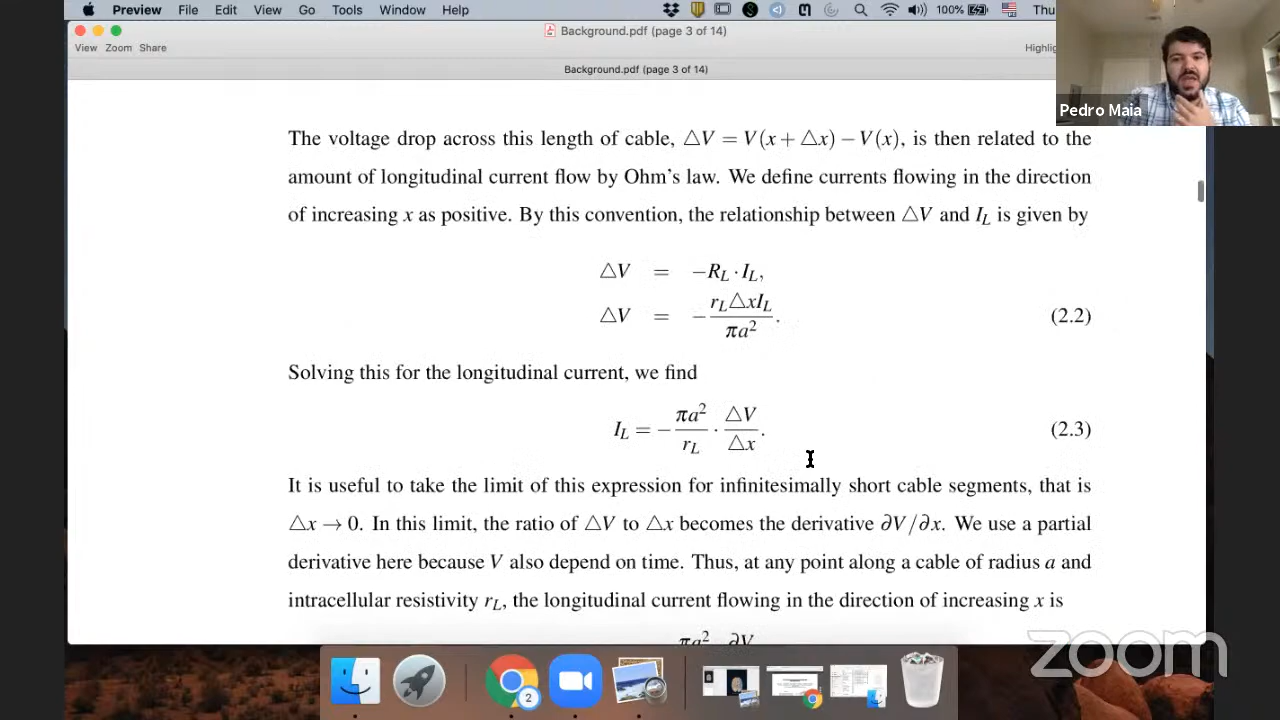 Preview File Edit View Go Tools Window Help 100% Thu
Background.pdf (page 3 of 14)
View Zoom Share
Background.pdf (page 3 of 14)
Pedro Maia
The voltage drop across this length of cable, △V = V(x + △x) − V(x), is then related to the
amount of longitudinal current flow by Ohm's law. We define currents flowing in the direction
of increasing x as positive. By this convention, the relationship between △V and I_L is given by
△V = −R_L · I_L,
△V = − r_L△xI_L / πa². (2.2)
Solving this for the longitudinal current, we find
I_L = − πa² / r_L · △V / △x. (2.3)
It is useful to take the limit of this expression for infinitesimally short cable segments, that is
△x → 0. In this limit, the ratio of △V to △x becomes the derivative ∂V/∂x. We use a partial
derivative here because V also depend on time. Thus, at any point along a cable of radius a and
intracellular resistivity r_L, the longitudinal current flowing in the direction of increasing x is
πa² ∂V
zoom
2